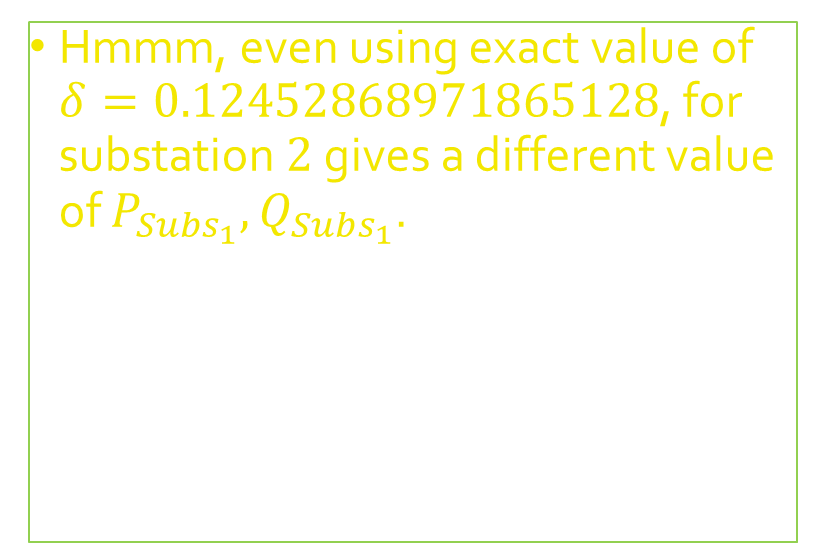 • Hmmm, even using exact value of
δ = 0.12452868971865128, for
substation 2 gives a different value
of P_{Subs_1}, Q_{Subs_1}.